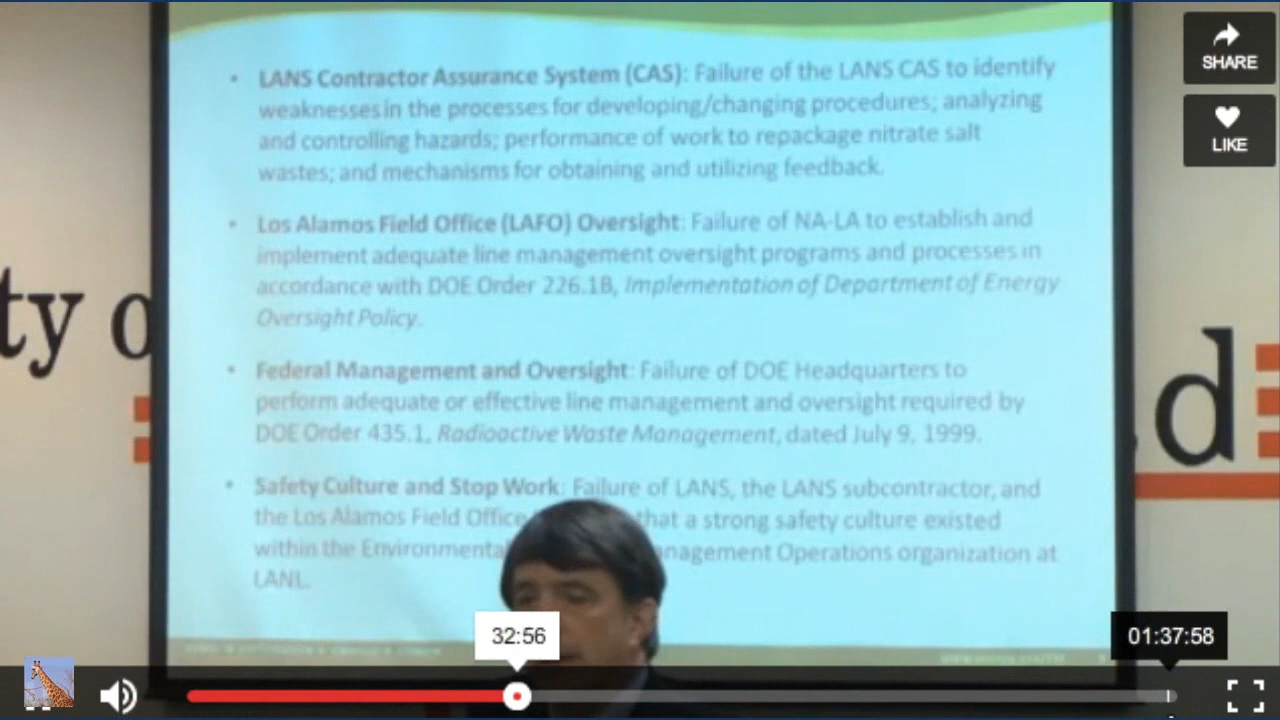 SHARE
LIKE
• LANS Contractor Assurance System (CAS): Failure of the LANS CAS to identify
weaknesses in the processes for developing/changing procedures; analyzing
and controlling hazards; performance of work to repackage nitrate salt
wastes; and mechanisms for obtaining and utilizing feedback.
• Los Alamos Field Office (LAFO) Oversight: Failure of NA-LA to establish and
implement adequate line management oversight programs and processes in
accordance with DOE Order 226.1B, Implementation of Department of Energy
Oversight Policy.
• Federal Management and Oversight: Failure of DOE Headquarters to
perform adequate or effective line management and oversight required by
DOE Order 435.1, Radioactive Waste Management, dated July 9, 1999.
• Safety Culture and Stop Work: Failure of LANS, the LANS subcontractor, and
the Los Alamos Field Office that a strong safety culture existed
within the Environmental Management Operations organization at
LANL.
ty o
d
32:56
01:37:58